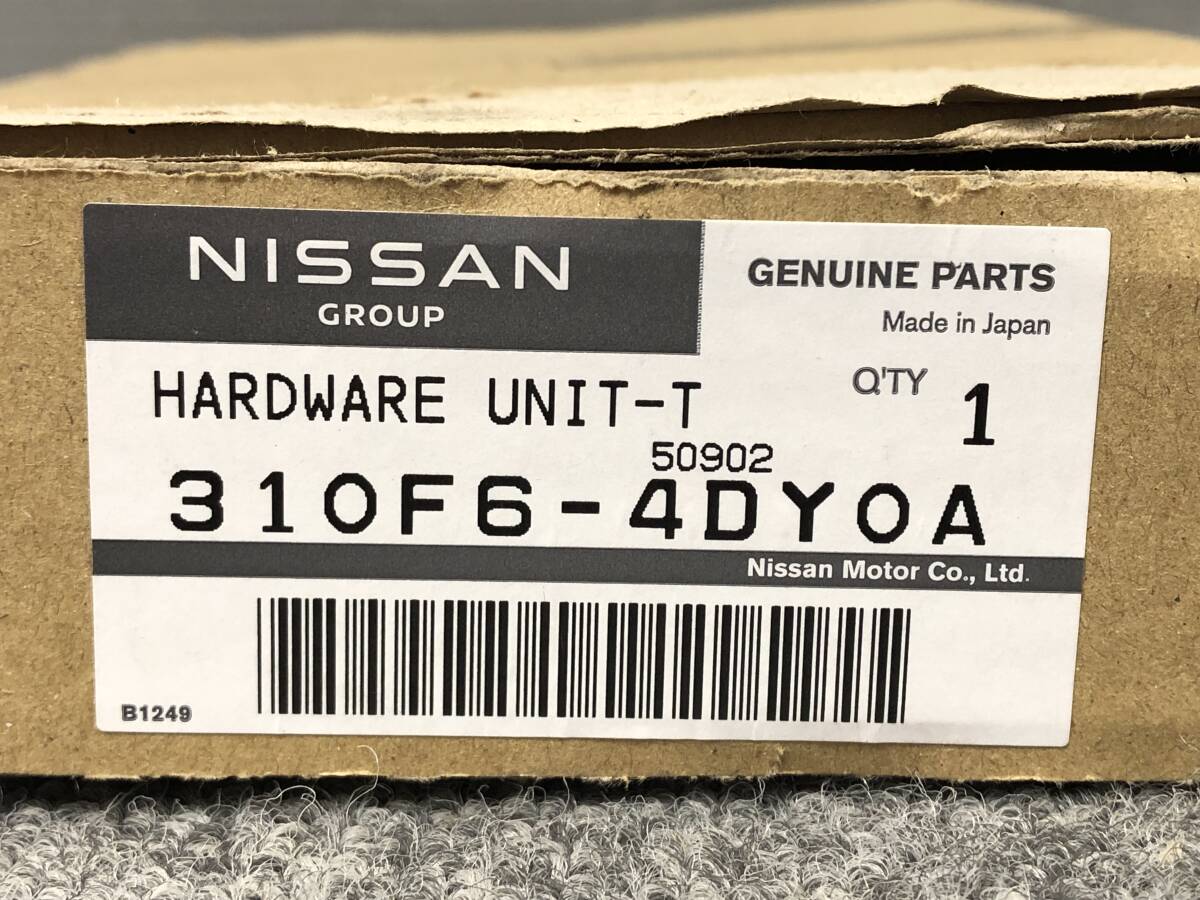 NISSAN
GROUP
GENUINE PARTS
Made in Japan
HARDWARE UNIT-T
Q'TY 1
50902
310F6-4DY0A
Nissan Motor Co., Ltd.
B1249